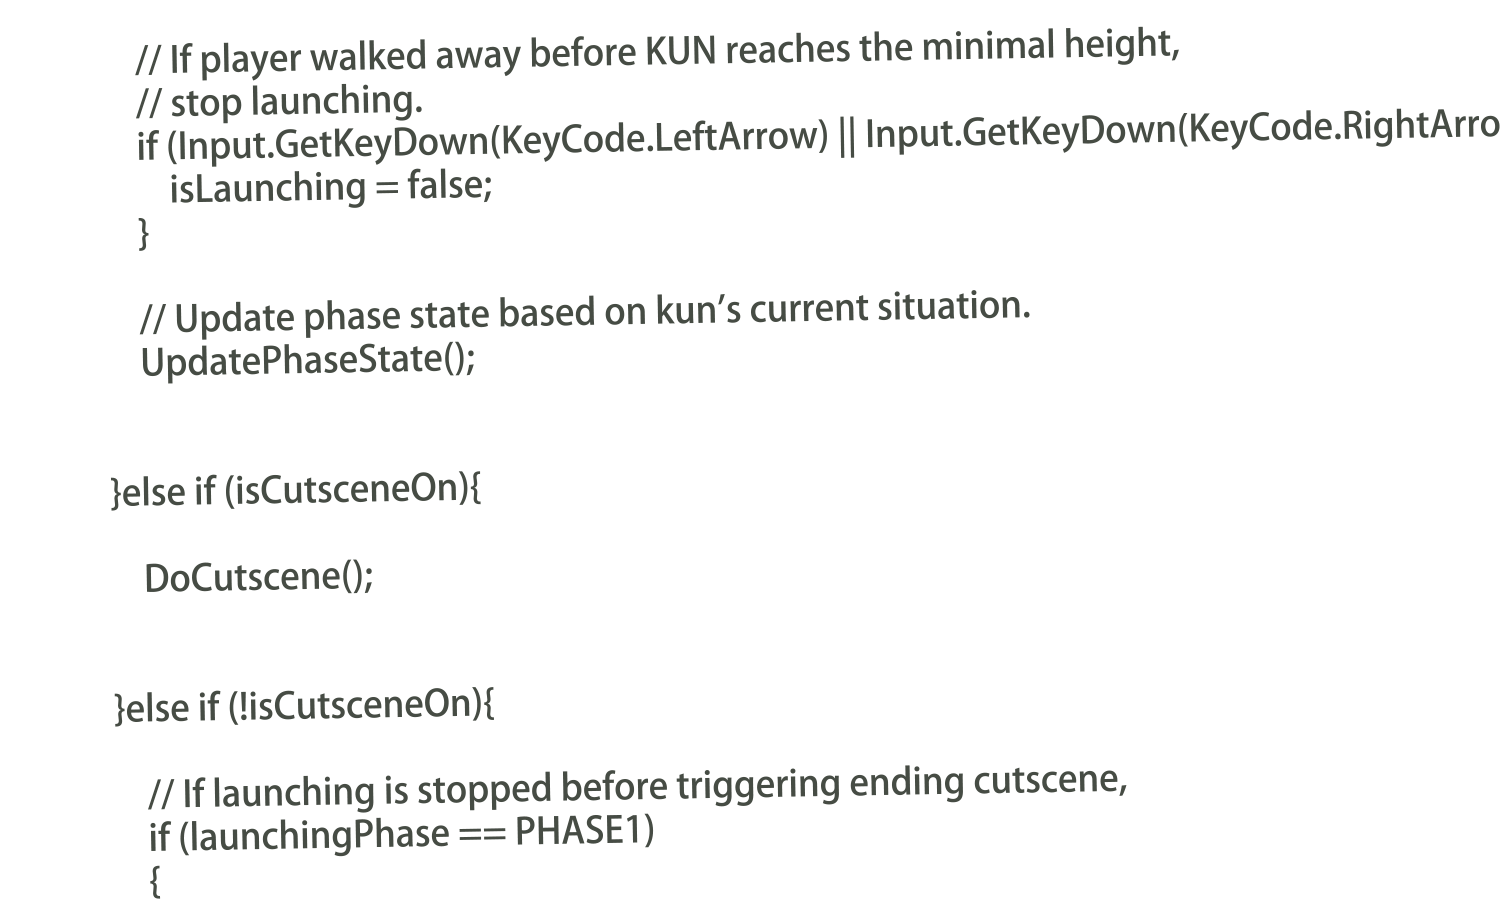 // If player walked away before KUN reaches the minimal height,
// stop launching.
if (Input.GetKeyDown(KeyCode.LeftArrow) || Input.GetKeyDown(KeyCode.RightArro
isLaunching = false;
}
// Update phase state based on kun’s current situation.
UpdatePhaseState();
}else if (isCutsceneOn){
DoCutscene();
}else if (!isCutsceneOn){
// If launching is stopped before triggering ending cutscene,
if (launchingPhase == PHASE1)
{